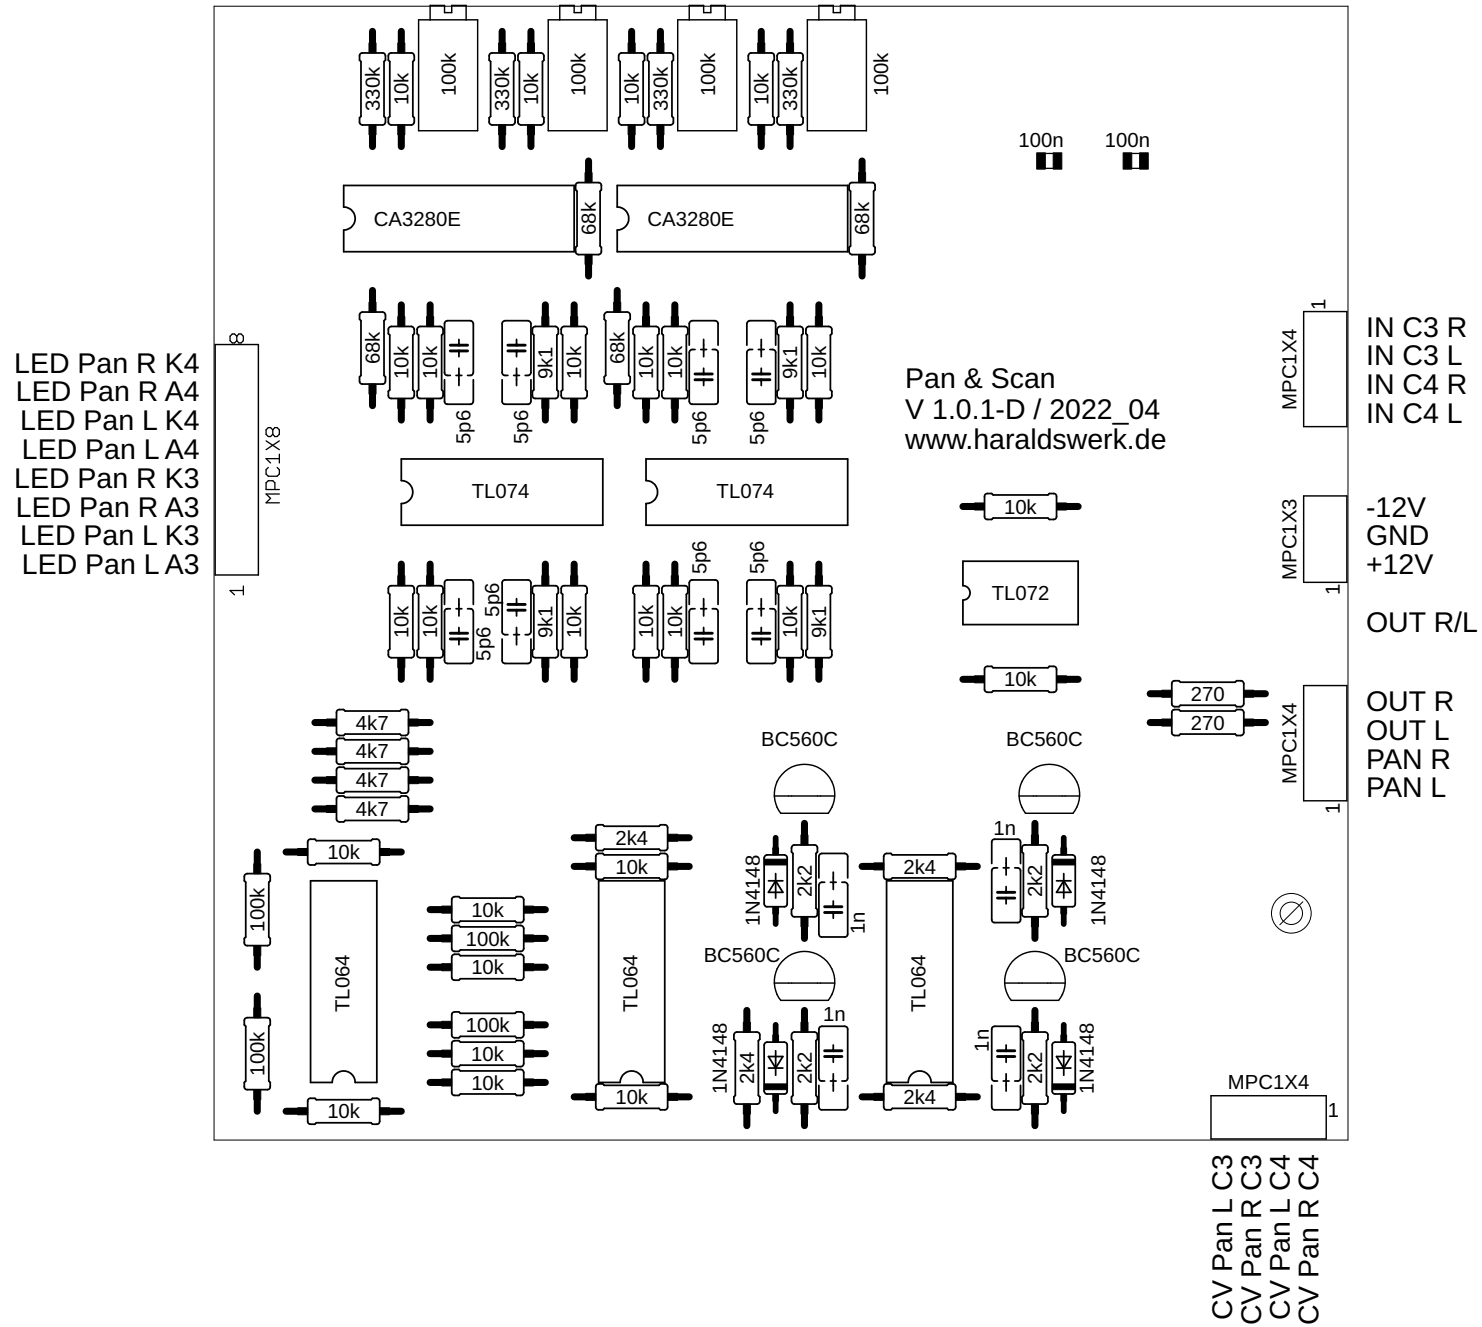 330k
10k
100k
330k
10k
100k
10k
330k
100k
10k
330k
100k
100n
100n
CA3280E
68k
CA3280E
68k
68k
10k
10k
5p6
5p6
9k1
10k
68k
10k
10k
5p6
5p6
9k1
10k
Pan & Scan
V 1.0.1-D / 2022_04
www.haraldswerk.de
LED Pan R K4
LED Pan R A4
LED Pan L K4
LED Pan L A4
LED Pan R K3
LED Pan R A3
LED Pan L K3
LED Pan L A3
8
MPC1X8
1
1
MPC1X4
IN C3 R
IN C3 L
IN C4 R
IN C4 L
TL074
TL074
10k
MPC1X3
1
-12V
GND
+12V
TL072
10k
10k
5p6
5p6
9k1
10k
10k
10k
5p6
5p6
10k
9k1
OUT R/L
10k
270
270
MPC1X4
1
OUT R
OUT L
PAN R
PAN L
4k7
4k7
4k7
4k7
BC560C
BC560C
10k
2k4
10k
1N4148
2k2
1n
2k4
1n
2k2
1N4148
100k
10k
100k
10k
TL064
TL064
TL064
BC560C
BC560C
100k
100k
10k
10k
10k
10k
1N4148
2k4
2k2
1n
2k4
1n
2k2
1N4148
MPC1X4
1
CV Pan L C3
CV Pan R C3
CV Pan L C4
CV Pan R C4